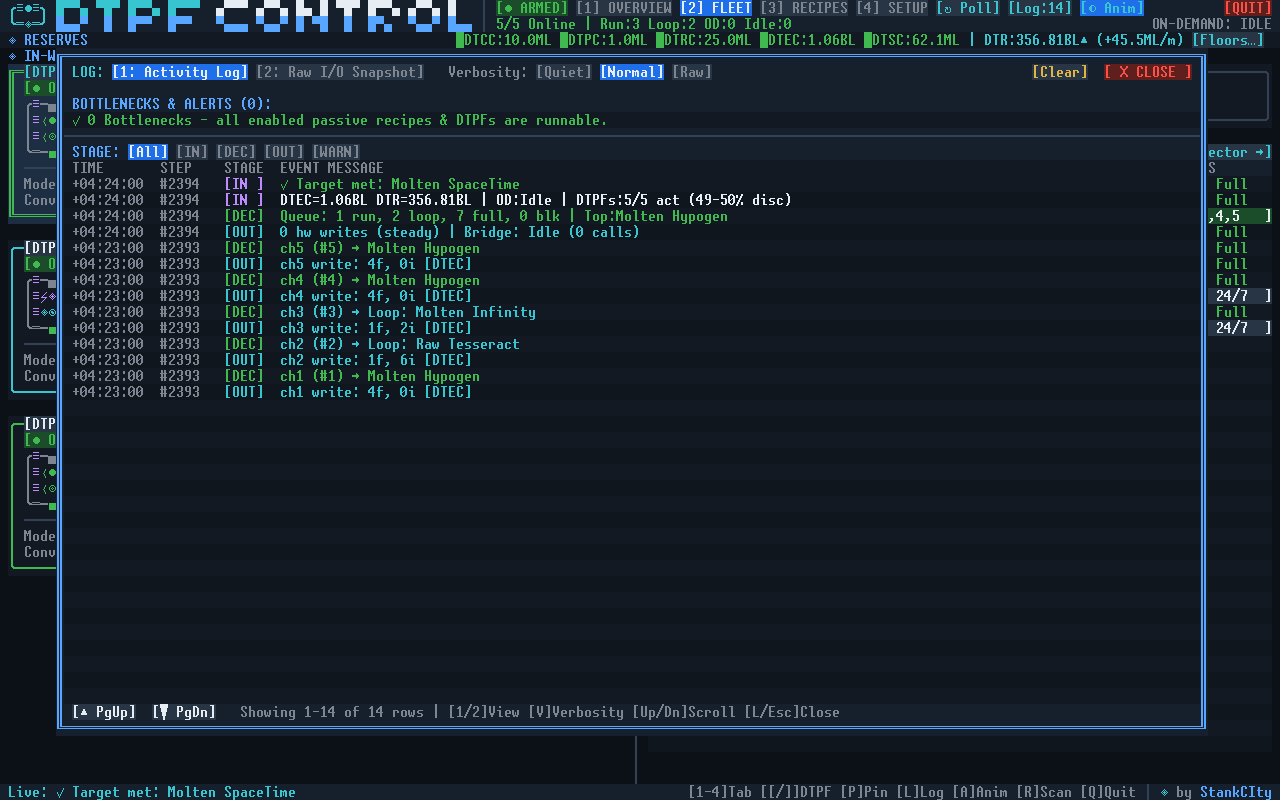 DTPF CONTROL
[● ARMED] [1] OVERVIEW [2] FLEET [3] RECIPES [4] SETUP [↻ Poll] [Log:14] [◐ Anim] [QUIT]
5/5 Online | Run:3 Loop:2 OD:0 Idle:0 ON-DEMAND: IDLE
◈ RESERVES █DTCC:10.0ML █DTPC:1.0ML █DTRC:25.0ML █DTEC:1.06BL █DTSC:62.1ML | DTR:356.81BL▲ (+45.5ML/m) [Floors…]
◈ IN-W
LOG: [1: Activity Log] [2: Raw I/O Snapshot] Verbosity: [Quiet] [Normal] [Raw] [Clear] [ X CLOSE ]
BOTTLENECKS & ALERTS (0):
✓ 0 Bottlenecks - all enabled passive recipes & DTPFs are runnable.
STAGE: [All] [IN] [DEC] [OUT] [WARN]
TIME STEP STAGE EVENT MESSAGE
+04:24:00 #2394 [IN ] ✓ Target met: Molten SpaceTime
+04:24:00 #2394 [IN ] DTEC=1.06BL DTR=356.81BL | OD:Idle | DTPFs:5/5 act (49-50% disc)
+04:24:00 #2394 [DEC] Queue: 1 run, 2 loop, 7 full, 0 blk | Top:Molten Hypogen
+04:24:00 #2394 [OUT] 0 hw writes (steady) | Bridge: Idle (0 calls)
+04:23:00 #2393 [DEC] ch5 (#5) → Molten Hypogen
+04:23:00 #2393 [OUT] ch5 write: 4f, 0i [DTEC]
+04:23:00 #2393 [DEC] ch4 (#4) → Molten Hypogen
+04:23:00 #2393 [OUT] ch4 write: 4f, 0i [DTEC]
+04:23:00 #2393 [DEC] ch3 (#3) → Loop: Molten Infinity
+04:23:00 #2393 [OUT] ch3 write: 1f, 2i [DTEC]
+04:23:00 #2393 [DEC] ch2 (#2) → Loop: Raw Tesseract
+04:23:00 #2393 [OUT] ch2 write: 1f, 6i [DTEC]
+04:23:00 #2393 [DEC] ch1 (#1) → Molten Hypogen
+04:23:00 #2393 [OUT] ch1 write: 4f, 0i [DTEC]
[▲ PgUp] [▼ PgDn] Showing 1-14 of 14 rows | [1/2]View [V]Verbosity [Up/Dn]Scroll [L/Esc]Close
[DTP
[● O
Mode
Conv
[DTP
[● O
Mode
Conv
[DTP
[● O
Mode
Conv
ector →]
S
Full
Full
,4,5 ]
Full
Full
Full
Full
24/7 ]
Full
24/7 ]
Live: ✓ Target met: Molten SpaceTime [1-4]Tab [[/]]DTPF [P]Pin [L]Log [A]Anim [R]Scan [Q]Quit | ◈ by StankCIty